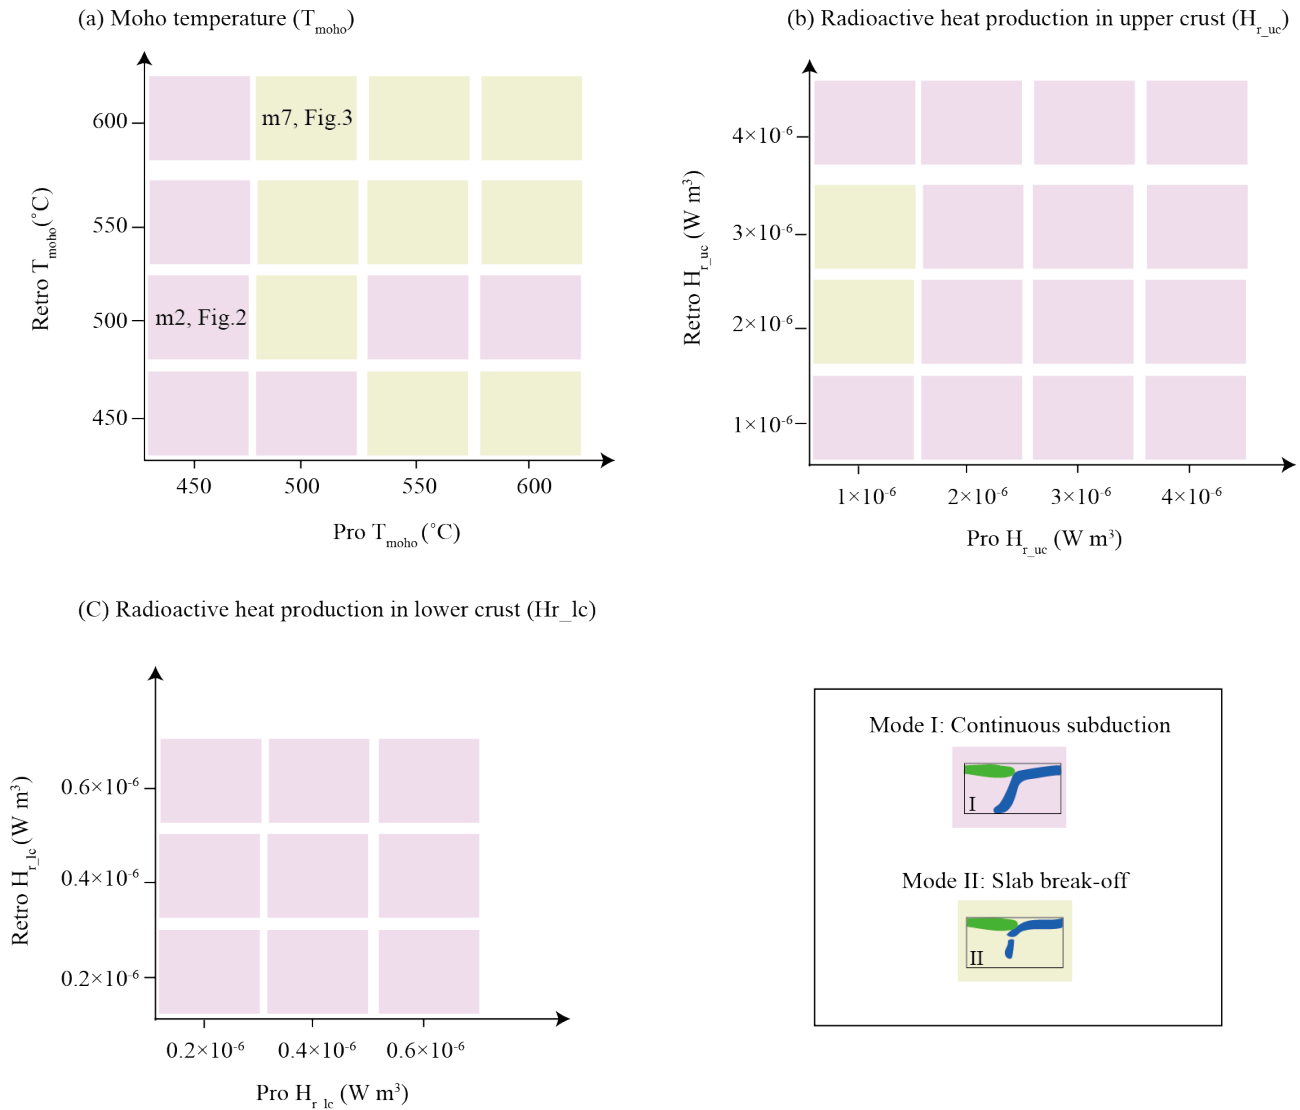 (a) Moho temperature (Tmoho)
600
m7, Fig.3
550
500
m2, Fig.2
450
Retro Tmoho(˚C)
450 500 550 600
Pro Tmoho(˚C)
(b) Radioactive heat production in upper crust (Hr_uc)
4×10-6
3×10-6
2×10-6
1×10-6
Retro Hr_uc (W m3)
1×10-6 2×10-6 3×10-6 4×10-6
Pro Hr_uc (W m3)
(C) Radioactive heat production in lower crust (Hr_lc)
0.6×10-6
0.4×10-6
0.2×10-6
Retro Hr_lc(W m3)
0.2×10-6 0.4×10-6 0.6×10-6
Pro Hr_lc (W m3)
Mode I: Continuous subduction
I
Mode II: Slab break-off
II